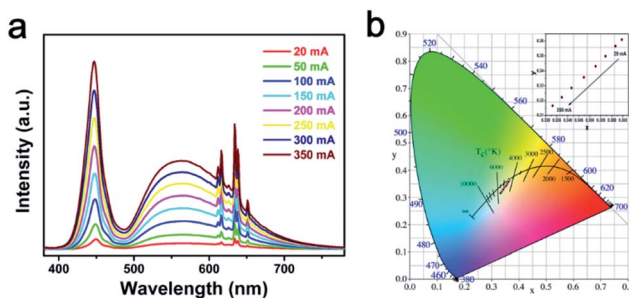 a
Intensity (a.u.)
20 mA
50 mA
100 mA
150 mA
200 mA
250 mA
300 mA
350 mA
400 500 600 700
Wavelength (nm)
b
0.9
0.8
0.7
0.6
0.5
0.4
0.3
0.2
0.1
0.0
y
520
540
560
580
600
620
700
500
490
480
470
460
380
Tc(°K)
10000
6000
4000
3000
2500
2000
1500
∞
20 mA
350 mA
y
x
0.0 0.1 0.2 0.3 0.4 0.5 0.6 0.7 0.8
x